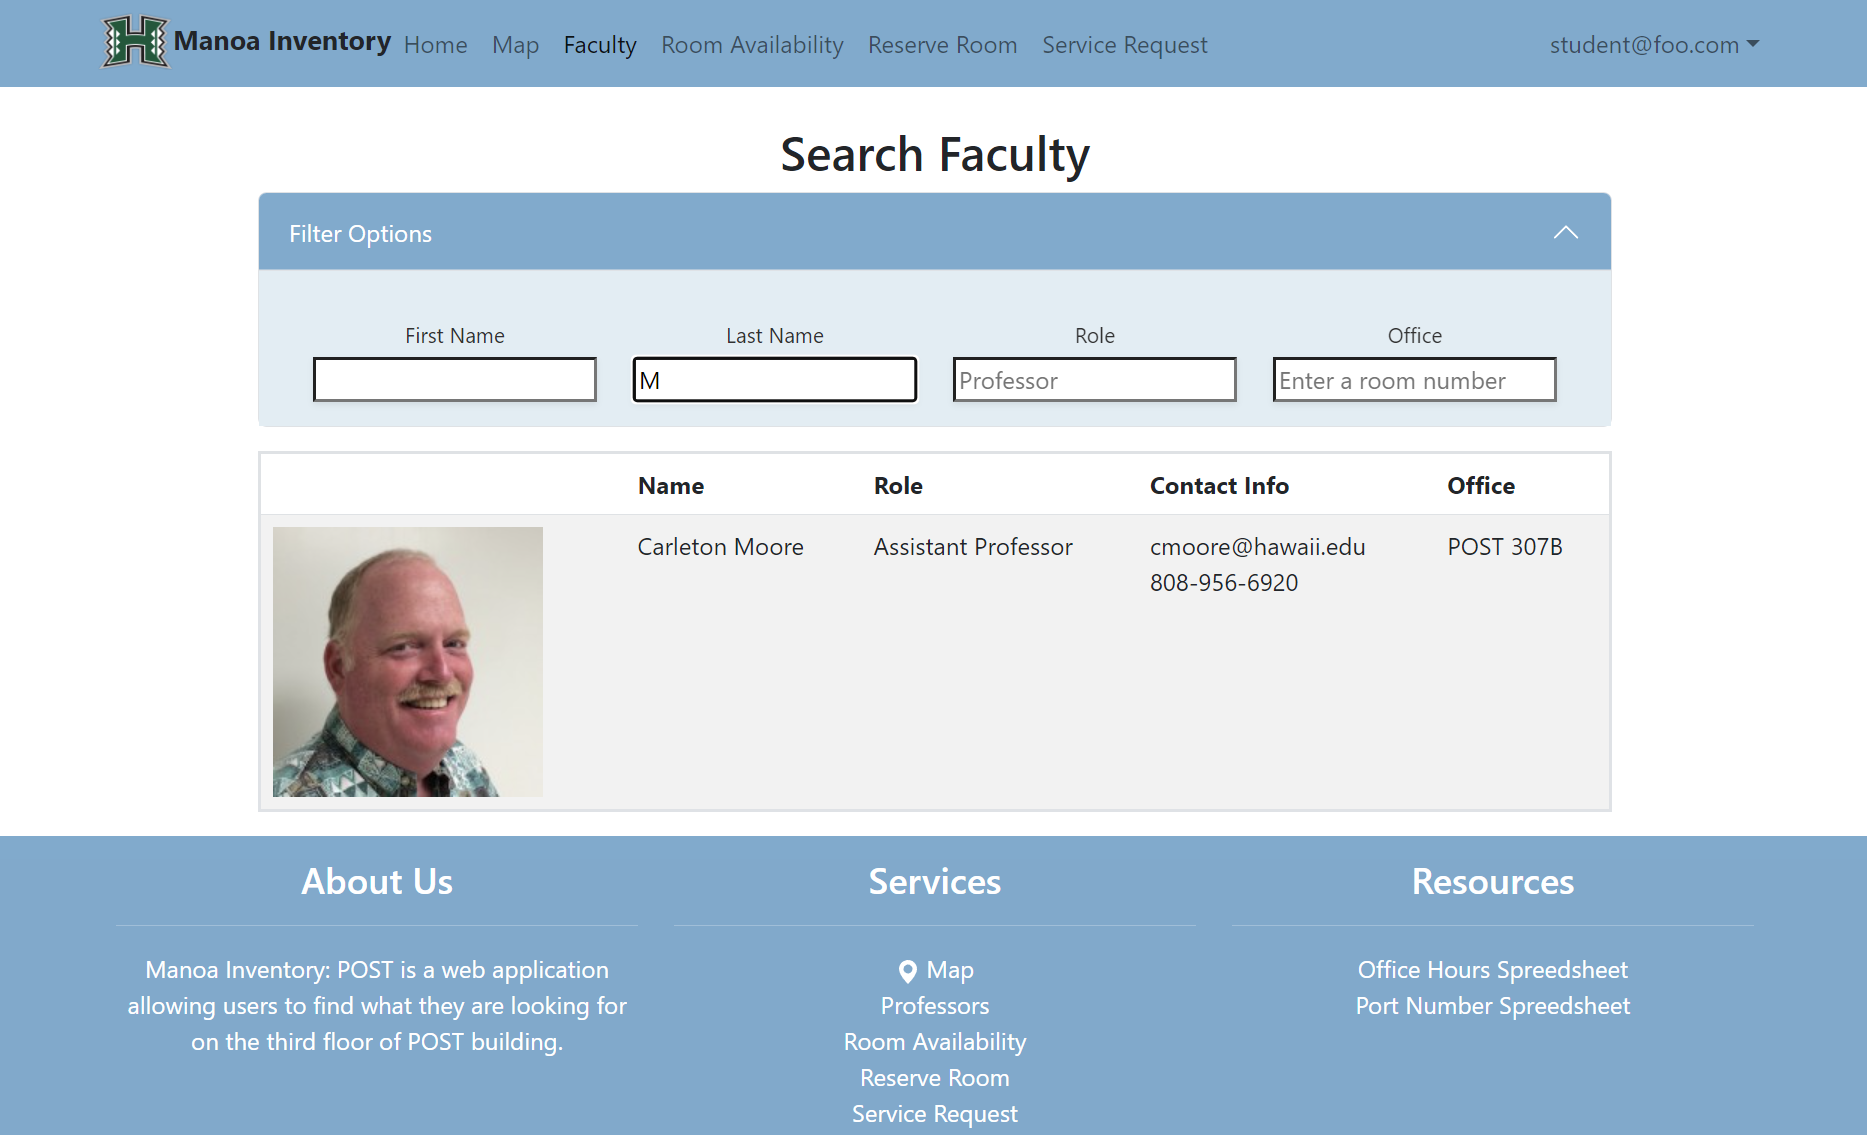 H Manoa Inventory Home Map Faculty Room Availability Reserve Room Service Request student@foo.com
Search Faculty
Filter Options
First Name Last Name Role Office
M Professor Enter a room number
Name Role Contact Info Office
Carleton Moore Assistant Professor cmoore@hawaii.edu POST 307B
808-956-6920
About Us
Manoa Inventory: POST is a web application
allowing users to find what they are looking for
on the third floor of POST building.
Services
Map
Professors
Room Availability
Reserve Room
Service Request
Resources
Office Hours Spreedsheet
Port Number Spreedsheet